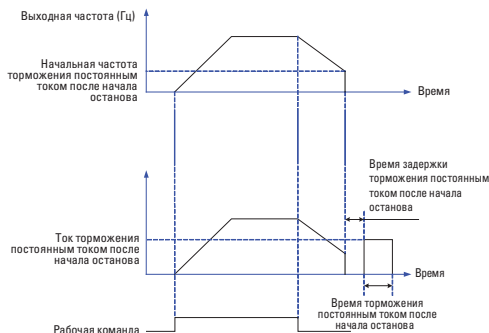 Выходная частота (Гц)
Начальная частота
торможения постоянным
током после начала
останова
Время
Время задержки
торможения постоянным
током после начала
останова
Ток торможения
постоянным током после
начала останова
Время
Время торможения
постоянным током после
начала останова
Рабочая команда